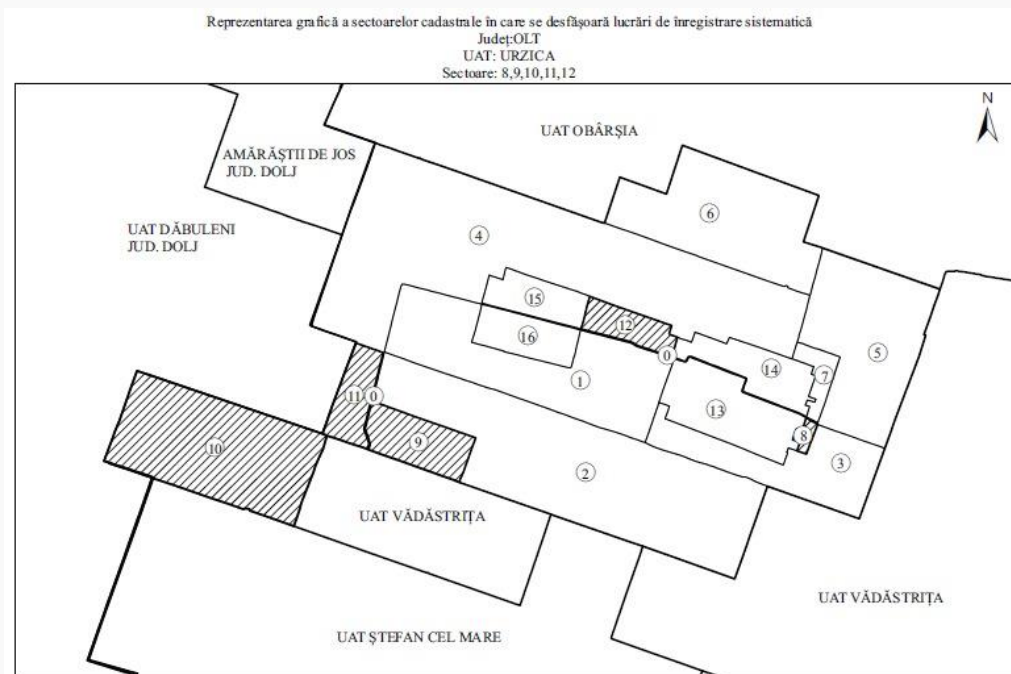 Reprezentarea grafică a sectoarelor cadastrale în care se desfășoară lucrări de înregistrare sistematică
Județ:OLT
UAT: URZICA
Sectoare: 8,9,10,11,12
N
UAT OBÂRȘIA
AMĂRĂȘTII DE JOS
JUD. DOLJ
UAT DĂBULENI
JUD. DOLJ
6
4
15
12
16
0
14
7
5
1
13
11
0
9
8
10
2
3
UAT VĂDĂSTRIȚA
UAT VĂDĂSTRIȚA
UAT ȘTEFAN CEL MARE